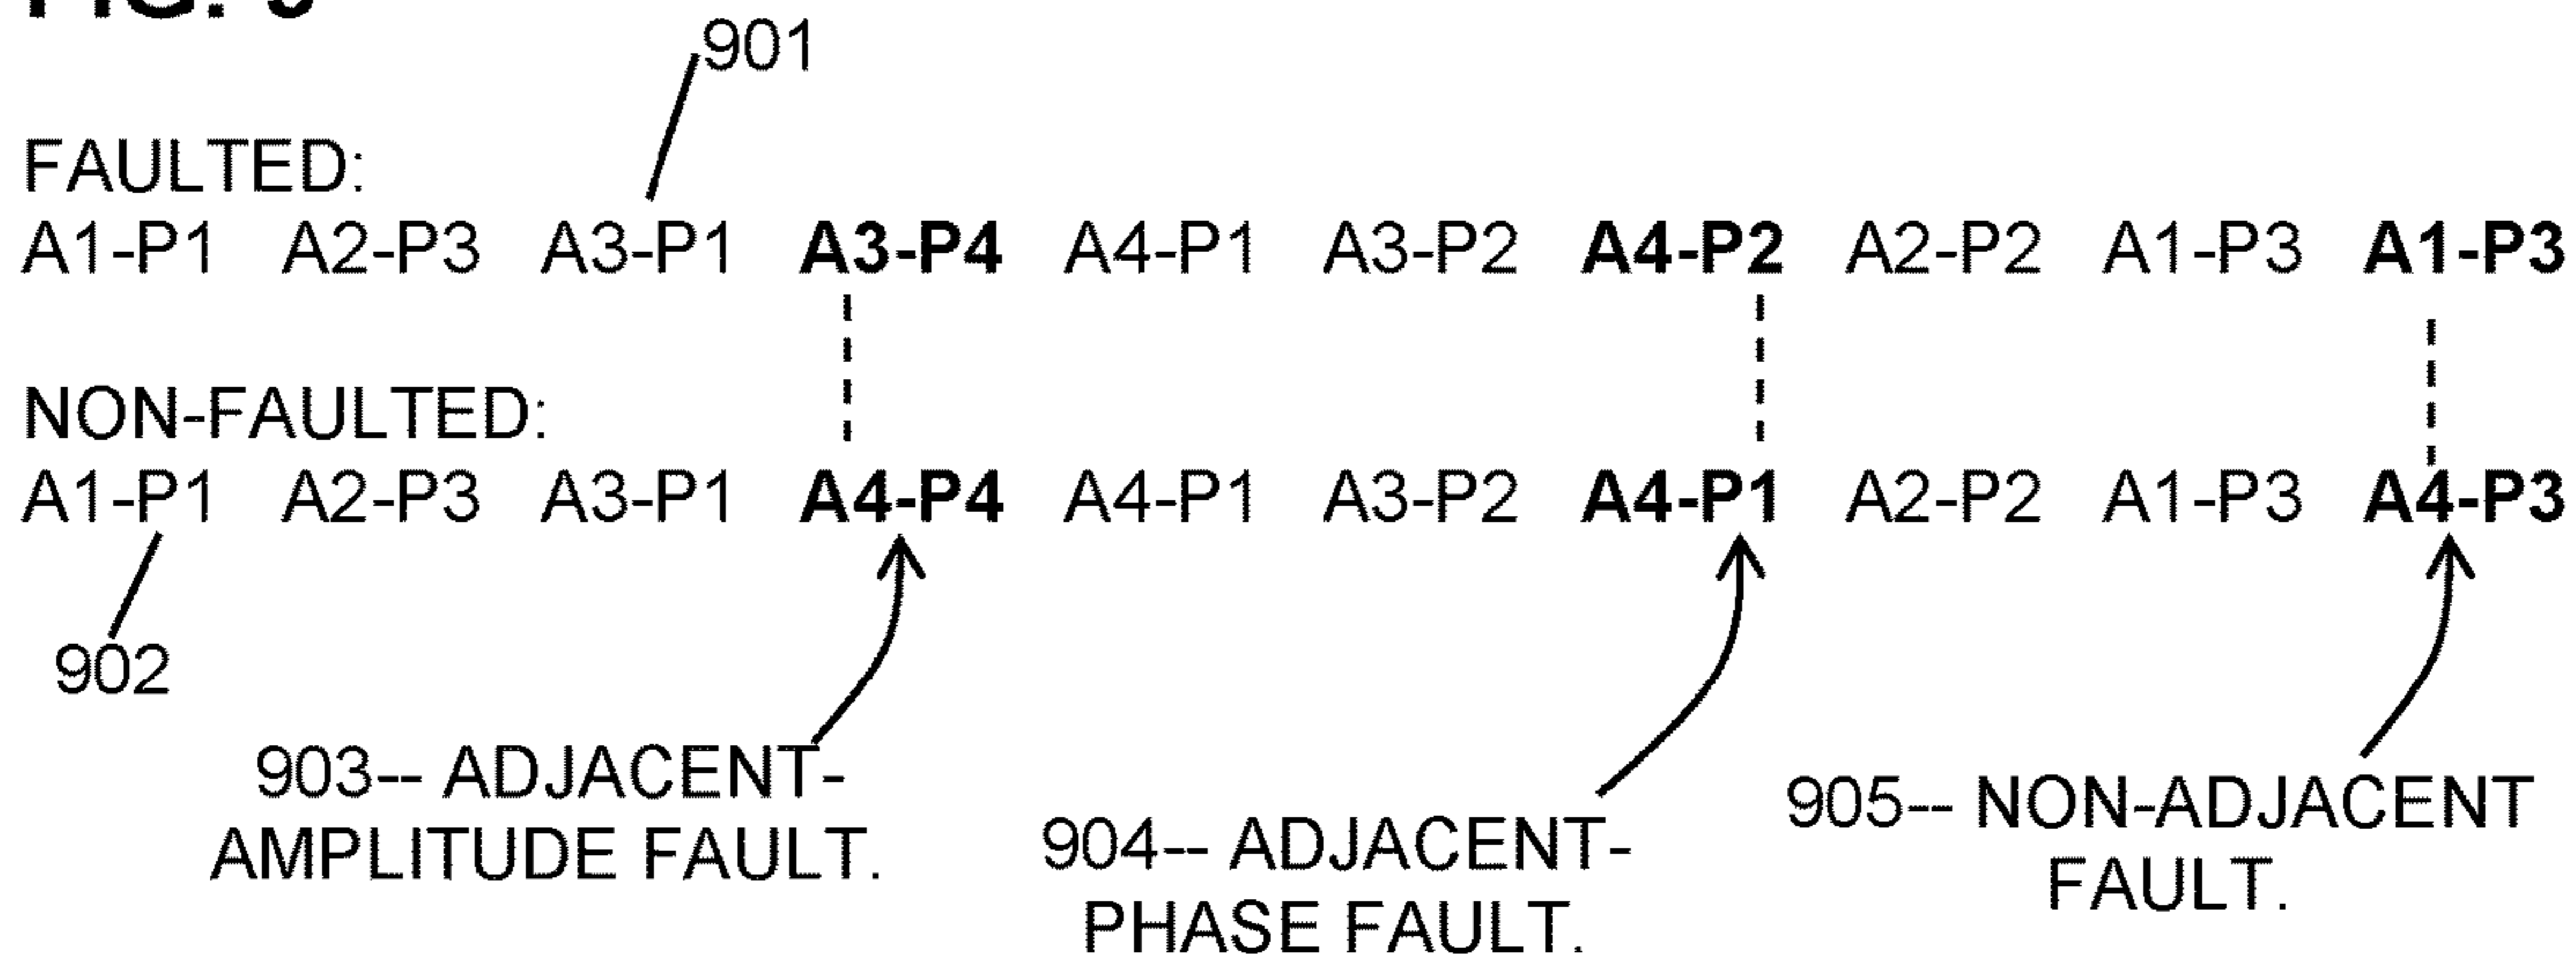 FIG. 9
901
FAULTED:
A1-P1 A2-P3 A3-P1 A3-P4 A4-P1 A3-P2 A4-P2 A2-P2 A1-P3 A1-P3
NON-FAULTED:
A1-P1 A2-P3 A3-P1 A4-P4 A4-P1 A3-P2 A4-P1 A2-P2 A1-P3 A4-P3
902
903-- ADJACENT-
AMPLITUDE FAULT.
904-- ADJACENT-
PHASE FAULT.
905-- NON-ADJACENT
FAULT.